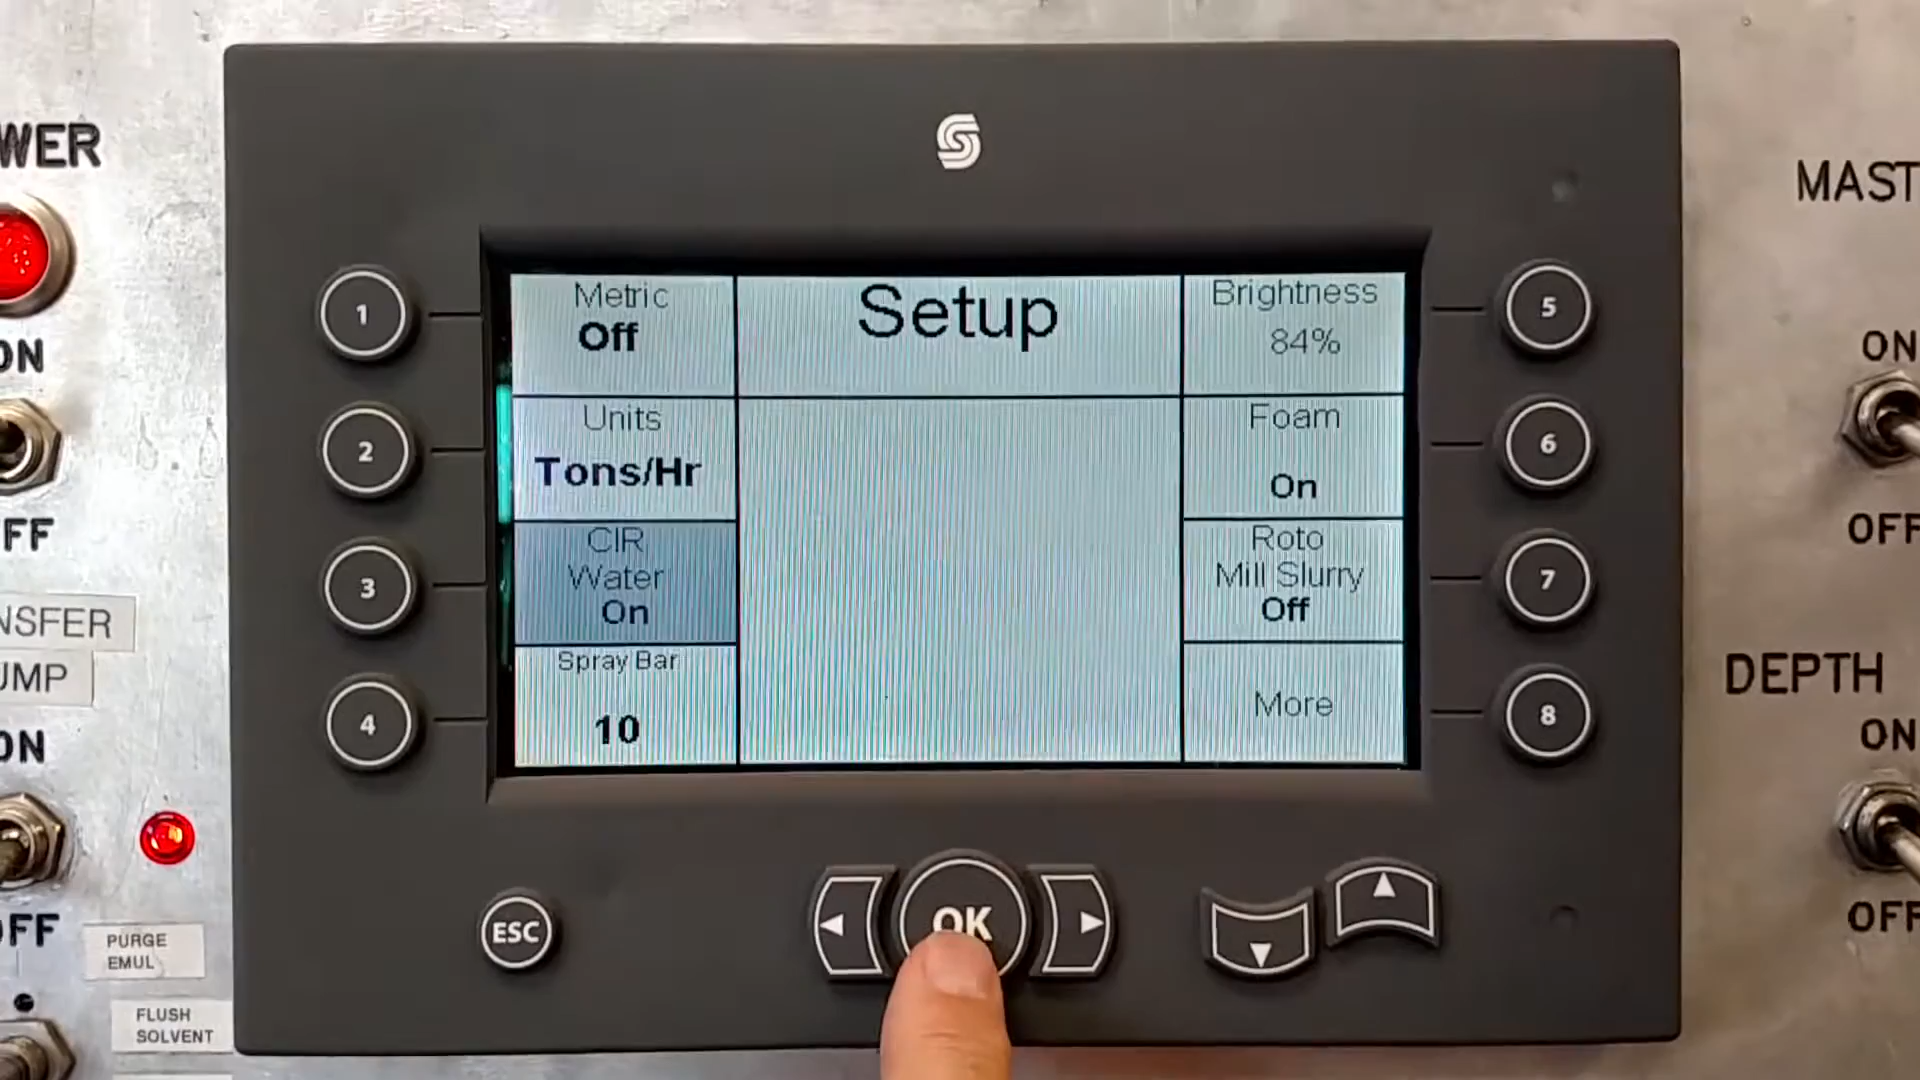 WER
ON
OFF
NSFER
UMP
ON
OFF
PURGE
EMUL
FLUSH
SOLVENT
1
2
3
4
Metric
Off
Units
Tons/Hr
CIR
Water
On
Spray Bar
10
Setup
Brightness
84%
Foam
On
Roto
Mill Slurry
Off
More
5
6
7
8
ESC
OK
MAST
ON
OFF
DEPTH
ON
OFF